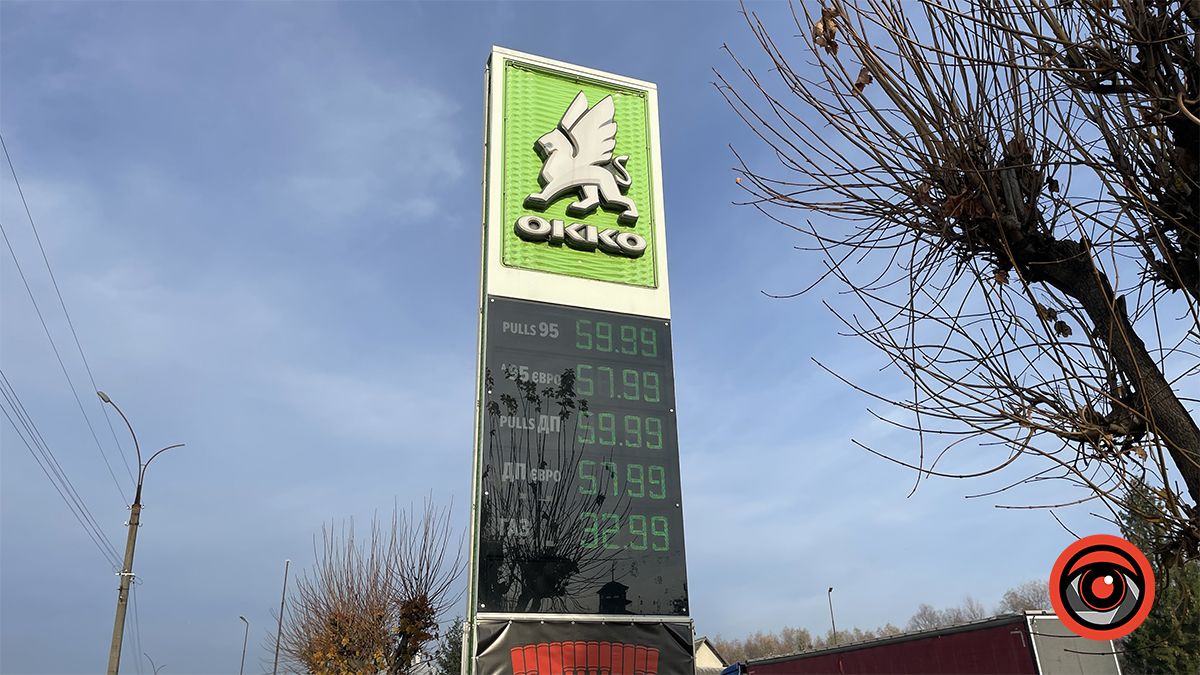 OKKO
PULLS 95 59.99
A95 ЄВРО 57.99
PULLS ДП 59.99
ДП ЄВРО 57.99
ГАЗ 32.99